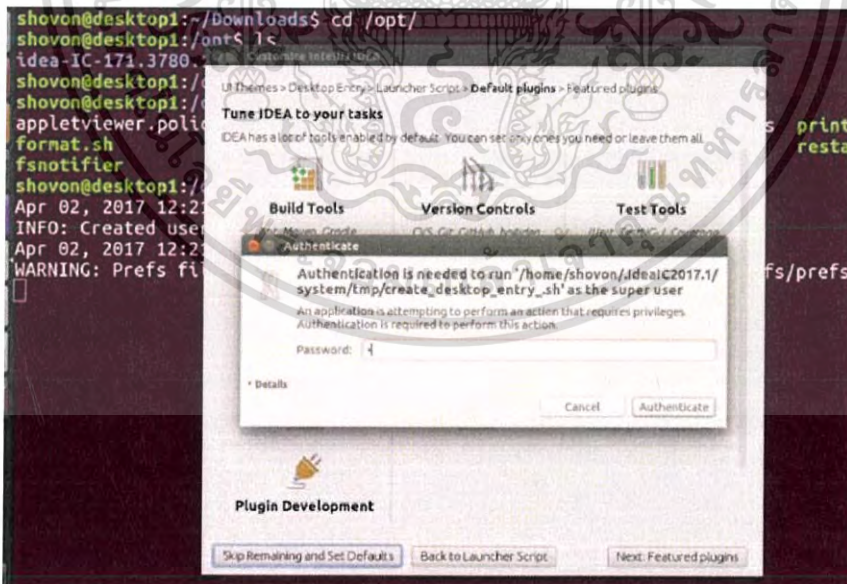 shovon@desktop1:~/Downloads$ cd /opt/
shovon@desktop1:/opt$ ls
idea-IC-171.3780.
Customize IntelliJ IDEA
shovon@desktop1:/
shovon@desktop1:/
appletviewer.polic
format.sh
fsnotifier
shovon@desktop1:/
Apr 02, 2017 12:2
INFO: Created user
Apr 02, 2017 12:2
WARNING: Prefs fil
s print
resta
fs/prefs
UI Themes > Desktop Entry > Launcher Script > Default plugins > Featured plugins
Tune IDEA to your tasks
IDEA has a lot of tools enabled by default. You can set only ones you need or leave them all.
Build Tools
Version Controls
Test Tools
Authenticate
Authentication is needed to run '/home/shovon/.IdeaIC2017.1/
system/tmp/create_desktop_entry_.sh' as the super user
An application is attempting to perform an action that requires privileges.
Authentication is required to perform this action.
Password:
Details
Cancel
Authenticate
Plugin Development
Skip Remaining and Set Defaults
Back to Launcher Script
Next: Featured plugins